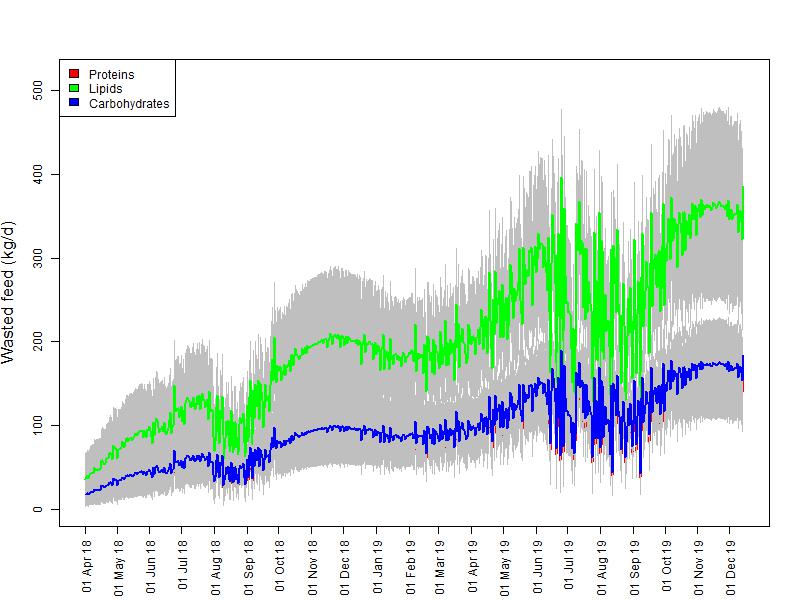 Proteins
Lipids
Carbohydrates
Wasted feed (kg/d)
500
400
300
200
100
0
01 Apr 18
01 May 18
01 Jun 18
01 Jul 18
01 Aug 18
01 Sep 18
01 Oct 18
01 Nov 18
01 Dec 18
01 Jan 19
01 Feb 19
01 Mar 19
01 Apr 19
01 May 19
01 Jun 19
01 Jul 19
01 Aug 19
01 Sep 19
01 Oct 19
01 Nov 19
01 Dec 19